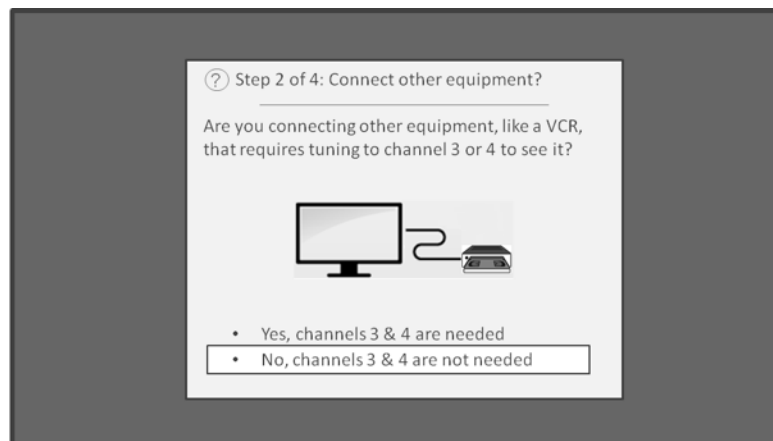 ? Step 2 of 4: Connect other equipment?
Are you connecting other equipment, like a VCR,
that requires tuning to channel 3 or 4 to see it?
• Yes, channels 3 & 4 are needed
• No, channels 3 & 4 are not needed